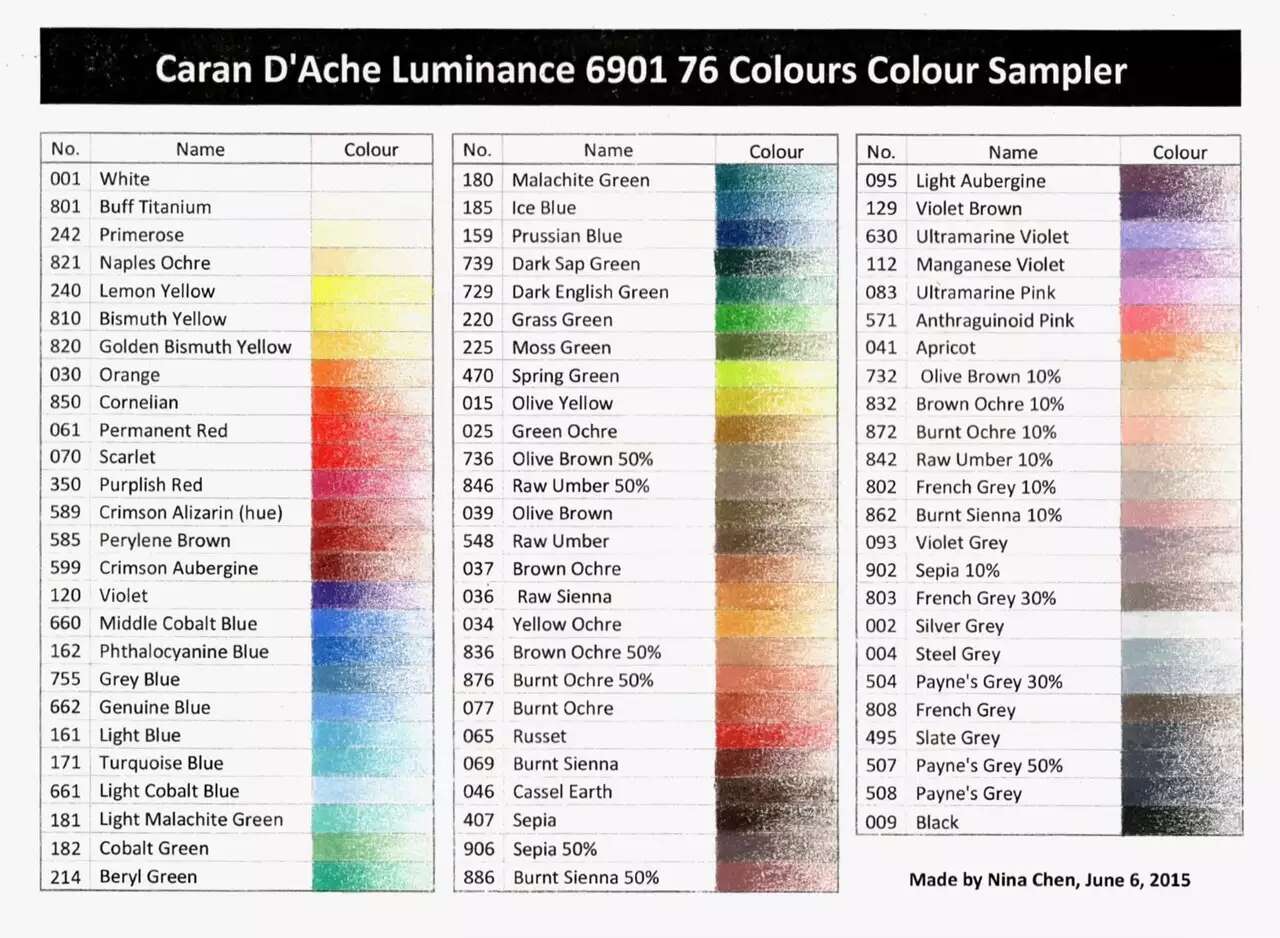 Caran D'Ache Luminance 6901 76 Colours Colour Sampler
No. Name Colour
001 White
801 Buff Titanium
242 Primerose
821 Naples Ochre
240 Lemon Yellow
810 Bismuth Yellow
820 Golden Bismuth Yellow
030 Orange
850 Cornelian
061 Permanent Red
070 Scarlet
350 Purplish Red
589 Crimson Alizarin (hue)
585 Perylene Brown
599 Crimson Aubergine
120 Violet
660 Middle Cobalt Blue
162 Phthalocyanine Blue
755 Grey Blue
662 Genuine Blue
161 Light Blue
171 Turquoise Blue
661 Light Cobalt Blue
181 Light Malachite Green
182 Cobalt Green
214 Beryl Green
No. Name Colour
180 Malachite Green
185 Ice Blue
159 Prussian Blue
739 Dark Sap Green
729 Dark English Green
220 Grass Green
225 Moss Green
470 Spring Green
015 Olive Yellow
025 Green Ochre
736 Olive Brown 50%
846 Raw Umber 50%
039 Olive Brown
548 Raw Umber
037 Brown Ochre
036 Raw Sienna
034 Yellow Ochre
836 Brown Ochre 50%
876 Burnt Ochre 50%
077 Burnt Ochre
065 Russet
069 Burnt Sienna
046 Cassel Earth
407 Sepia
906 Sepia 50%
886 Burnt Sienna 50%
No. Name Colour
095 Light Aubergine
129 Violet Brown
630 Ultramarine Violet
112 Manganese Violet
083 Ultramarine Pink
571 Anthraguinoid Pink
041 Apricot
732 Olive Brown 10%
832 Brown Ochre 10%
872 Burnt Ochre 10%
842 Raw Umber 10%
802 French Grey 10%
862 Burnt Sienna 10%
093 Violet Grey
902 Sepia 10%
803 French Grey 30%
002 Silver Grey
004 Steel Grey
504 Payne's Grey 30%
808 French Grey
495 Slate Grey
507 Payne's Grey 50%
508 Payne's Grey
009 Black
Made by Nina Chen, June 6, 2015